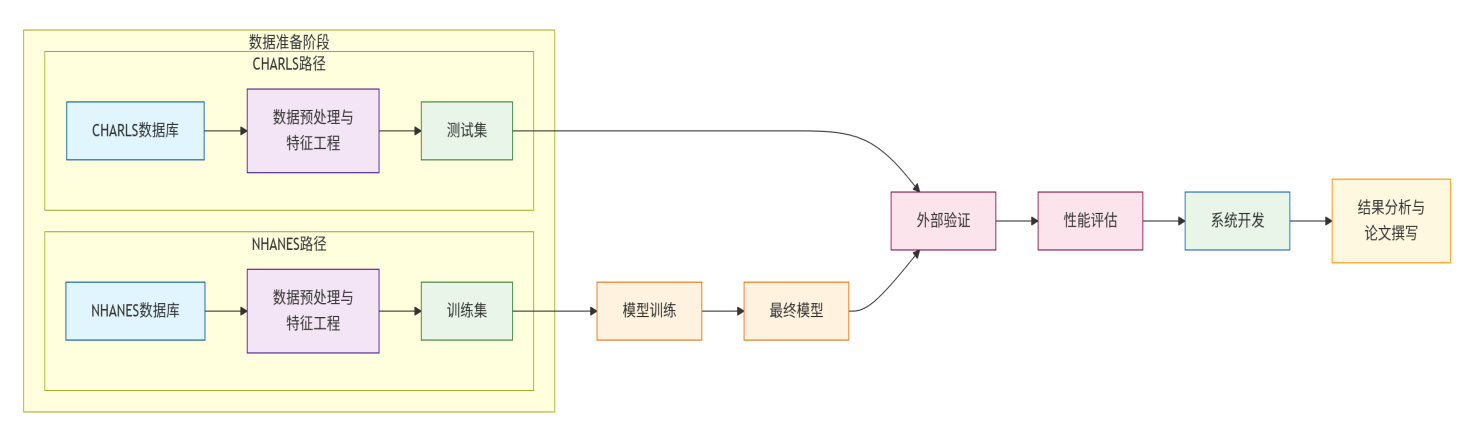 数据准备阶段
CHARLS路径
CHARLS数据库
数据预处理与
特征工程
测试集
NHANES路径
NHANES数据库
数据预处理与
特征工程
训练集
模型训练
最终模型
外部验证
性能评估
系统开发
结果分析与
论文撰写